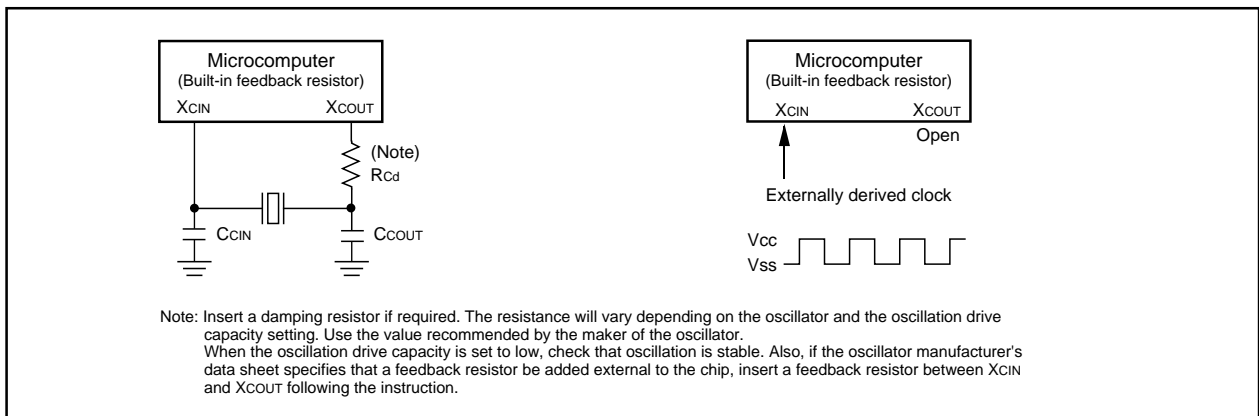 Microcomputer
(Built-in feedback resistor)
XCIN XCOUT
(Note)
RCd
CCIN CCOUT
Microcomputer
(Built-in feedback resistor)
XCIN XCOUT
Open
Externally derived clock
Vcc
Vss
Note: Insert a damping resistor if required. The resistance will vary depending on the oscillator and the oscillation drive
capacity setting. Use the value recommended by the maker of the oscillator.
When the oscillation drive capacity is set to low, check that oscillation is stable. Also, if the oscillator manufacturer's
data sheet specifies that a feedback resistor be added external to the chip, insert a feedback resistor between XCIN
and XCOUT following the instruction.